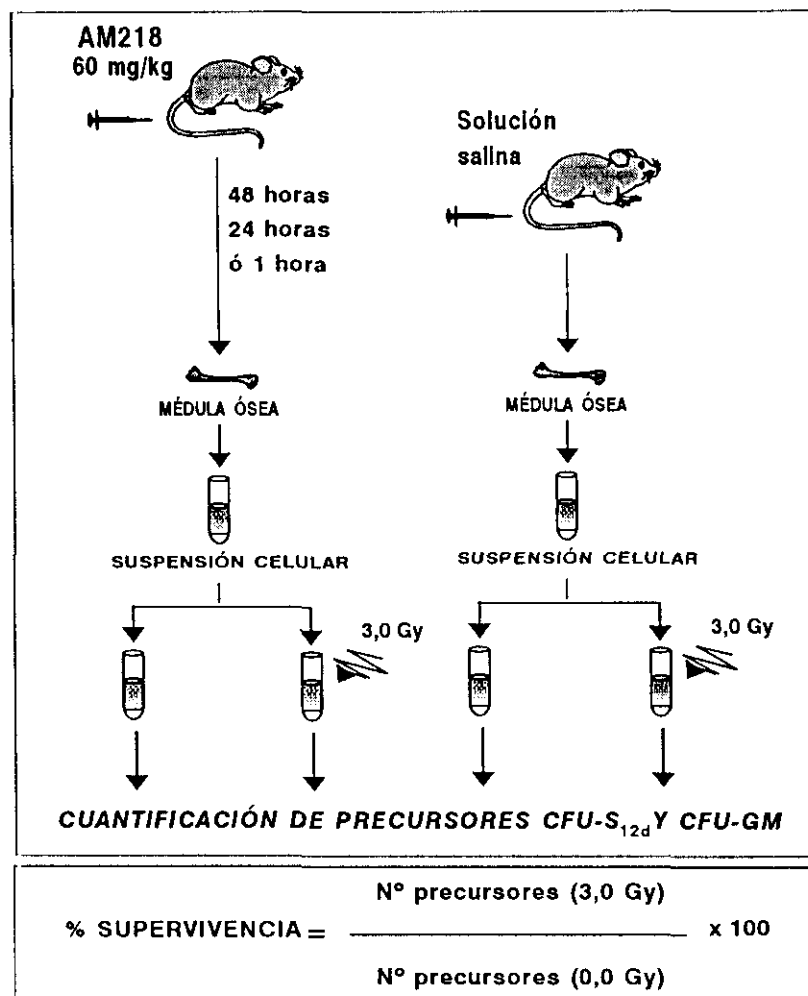 AM218
60 mg/kg
48 horas
24 horas
ó 1 hora
MÉDULA ÓSEA
SUSPENSIÓN CELULAR
3,0 Gy
Solución
salina
MÉDULA ÓSEA
SUSPENSIÓN CELULAR
3,0 Gy
CUANTIFICACIÓN DE PRECURSORES CFU-S12d Y CFU-GM
Nº precursores (3,0 Gy)
% SUPERVIVENCIA = x 100
Nº precursores (0,0 Gy)